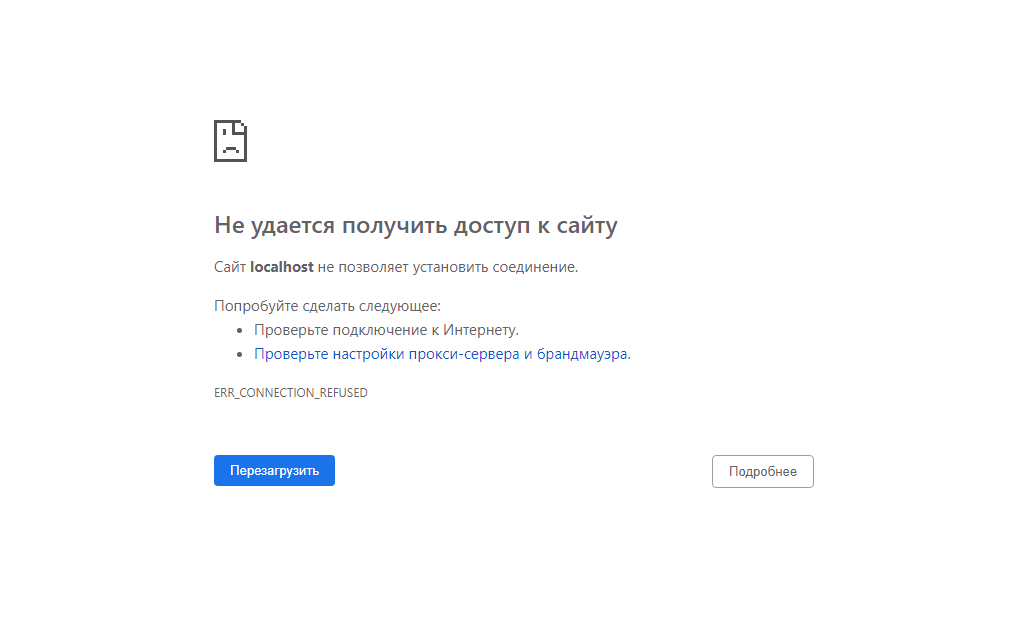 Не удается получить доступ к сайту
Сайт localhost не позволяет установить соединение.
Попробуйте сделать следующее:
Проверьте подключение к Интернету.
Проверьте настройки прокси-сервера и брандмауэра.
ERR_CONNECTION_REFUSED
Перезагрузить
Подробнее